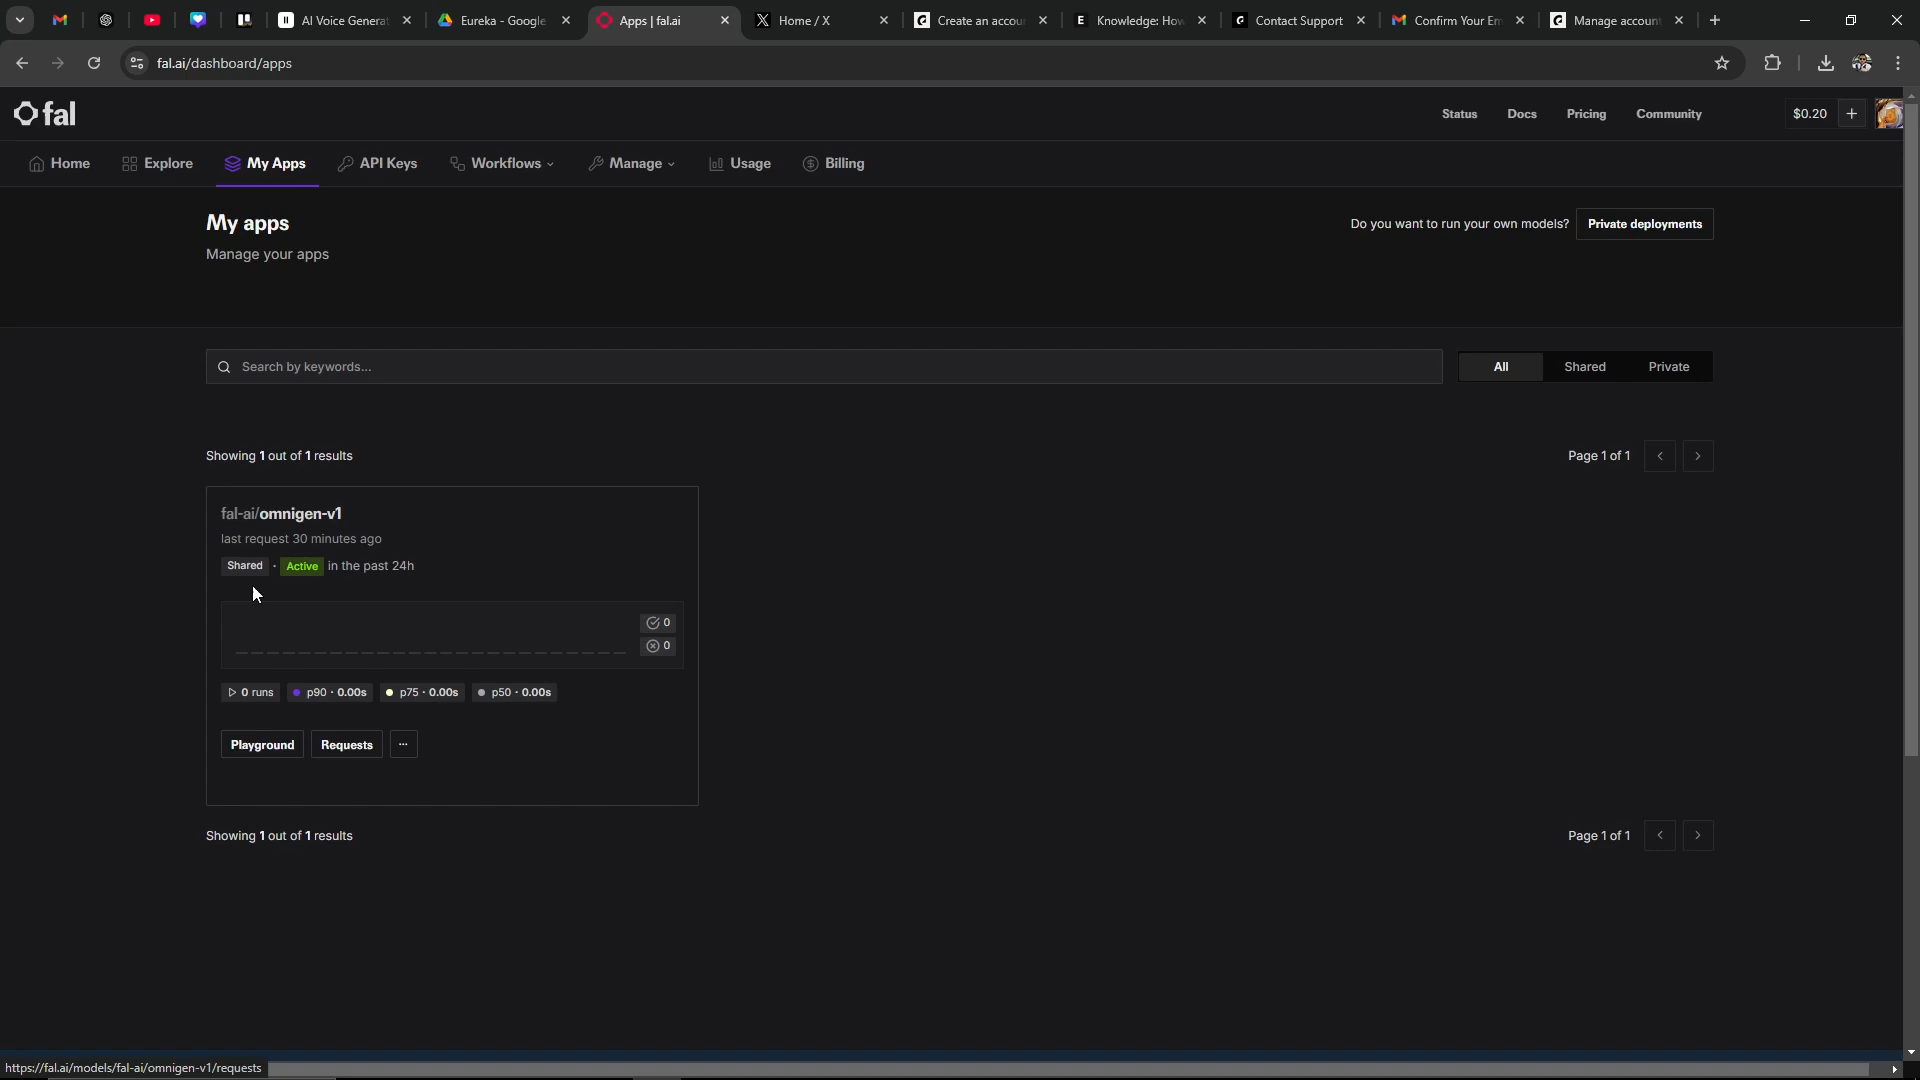 AI Voice Genera
Eureka - Google
Apps | fal.ai
Home / X
Create an accou
Knowledge: How
Contact Support
Confirm Your Em
Manage account
fal.ai/dashboard/apps
fal
Status
Docs
Pricing
Community
$0.20
Home
Explore
My Apps
API Keys
Workflows
Manage
Usage
Billing
My apps
Manage your apps
Do you want to run your own models?
Private deployments
Search by keywords...
All
Shared
Private
Showing 1 out of 1 results
Page 1 of 1
fal-ai/omnigen-v1
last request 30 minutes ago
Shared · Active in the past 24h
0
0
0 runs
p90 · 0.00s
p75 · 0.00s
p50 · 0.00s
Playground
Requests
...
Showing 1 out of 1 results
Page 1 of 1
https://fal.ai/models/fal-ai/omnigen-v1/requests